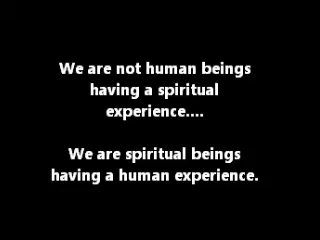 We are not human beings
having a spiritual
experience....
We are spiritual beings
having a human experience.